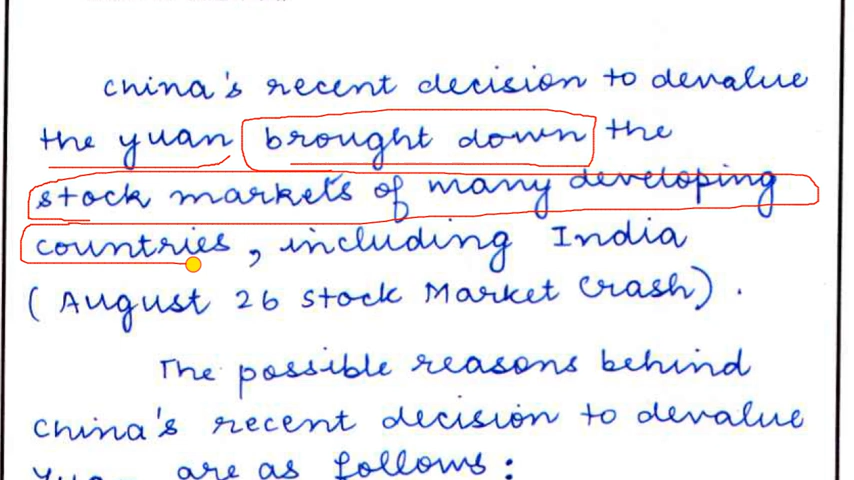 China's recent decision to devalue
the yuan brought down the
stock markets of many developing
countries, including India
(August 26 stock Market Crash).
The possible reasons behind
China's recent decision to devalue
are as follows: